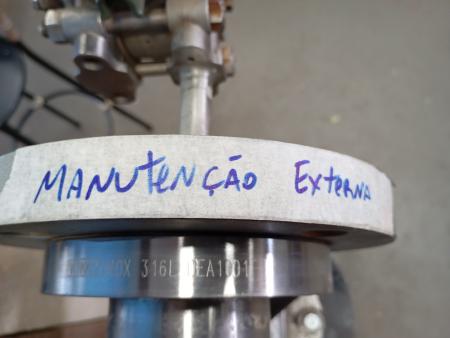 Manutenção Externa
316L